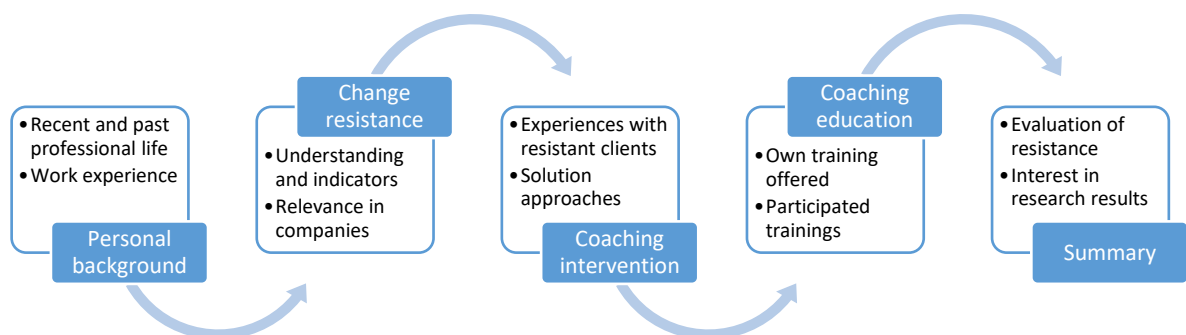 • Recent and past
professional life
• Work experience
Personal
background
Change
resistance
• Understanding
and indicators
• Relevance in
companies
• Experiences with
resistant clients
• Solution
approaches
Coaching
intervention
Coaching
education
• Own training
offered
• Participated
trainings
• Evaluation of
resistance
• Interest in
research results
Summary